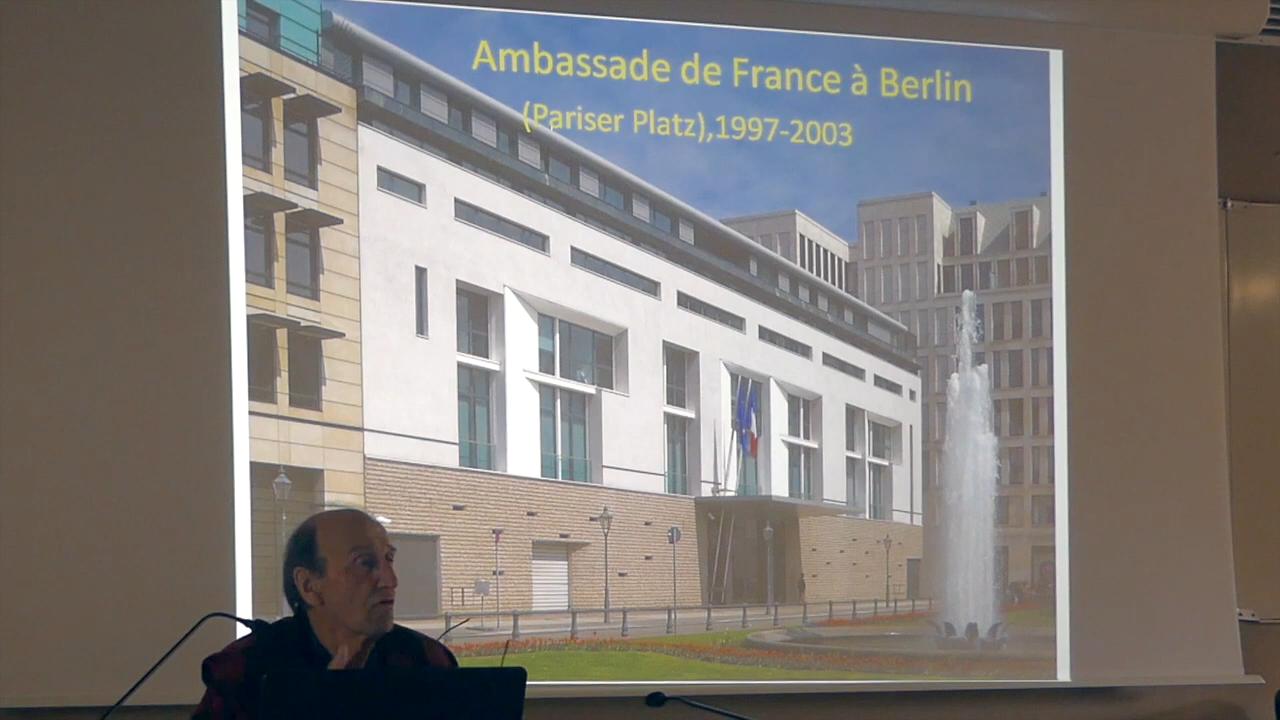 Ambassade de France à Berlin
(Pariser Platz),1997-2003